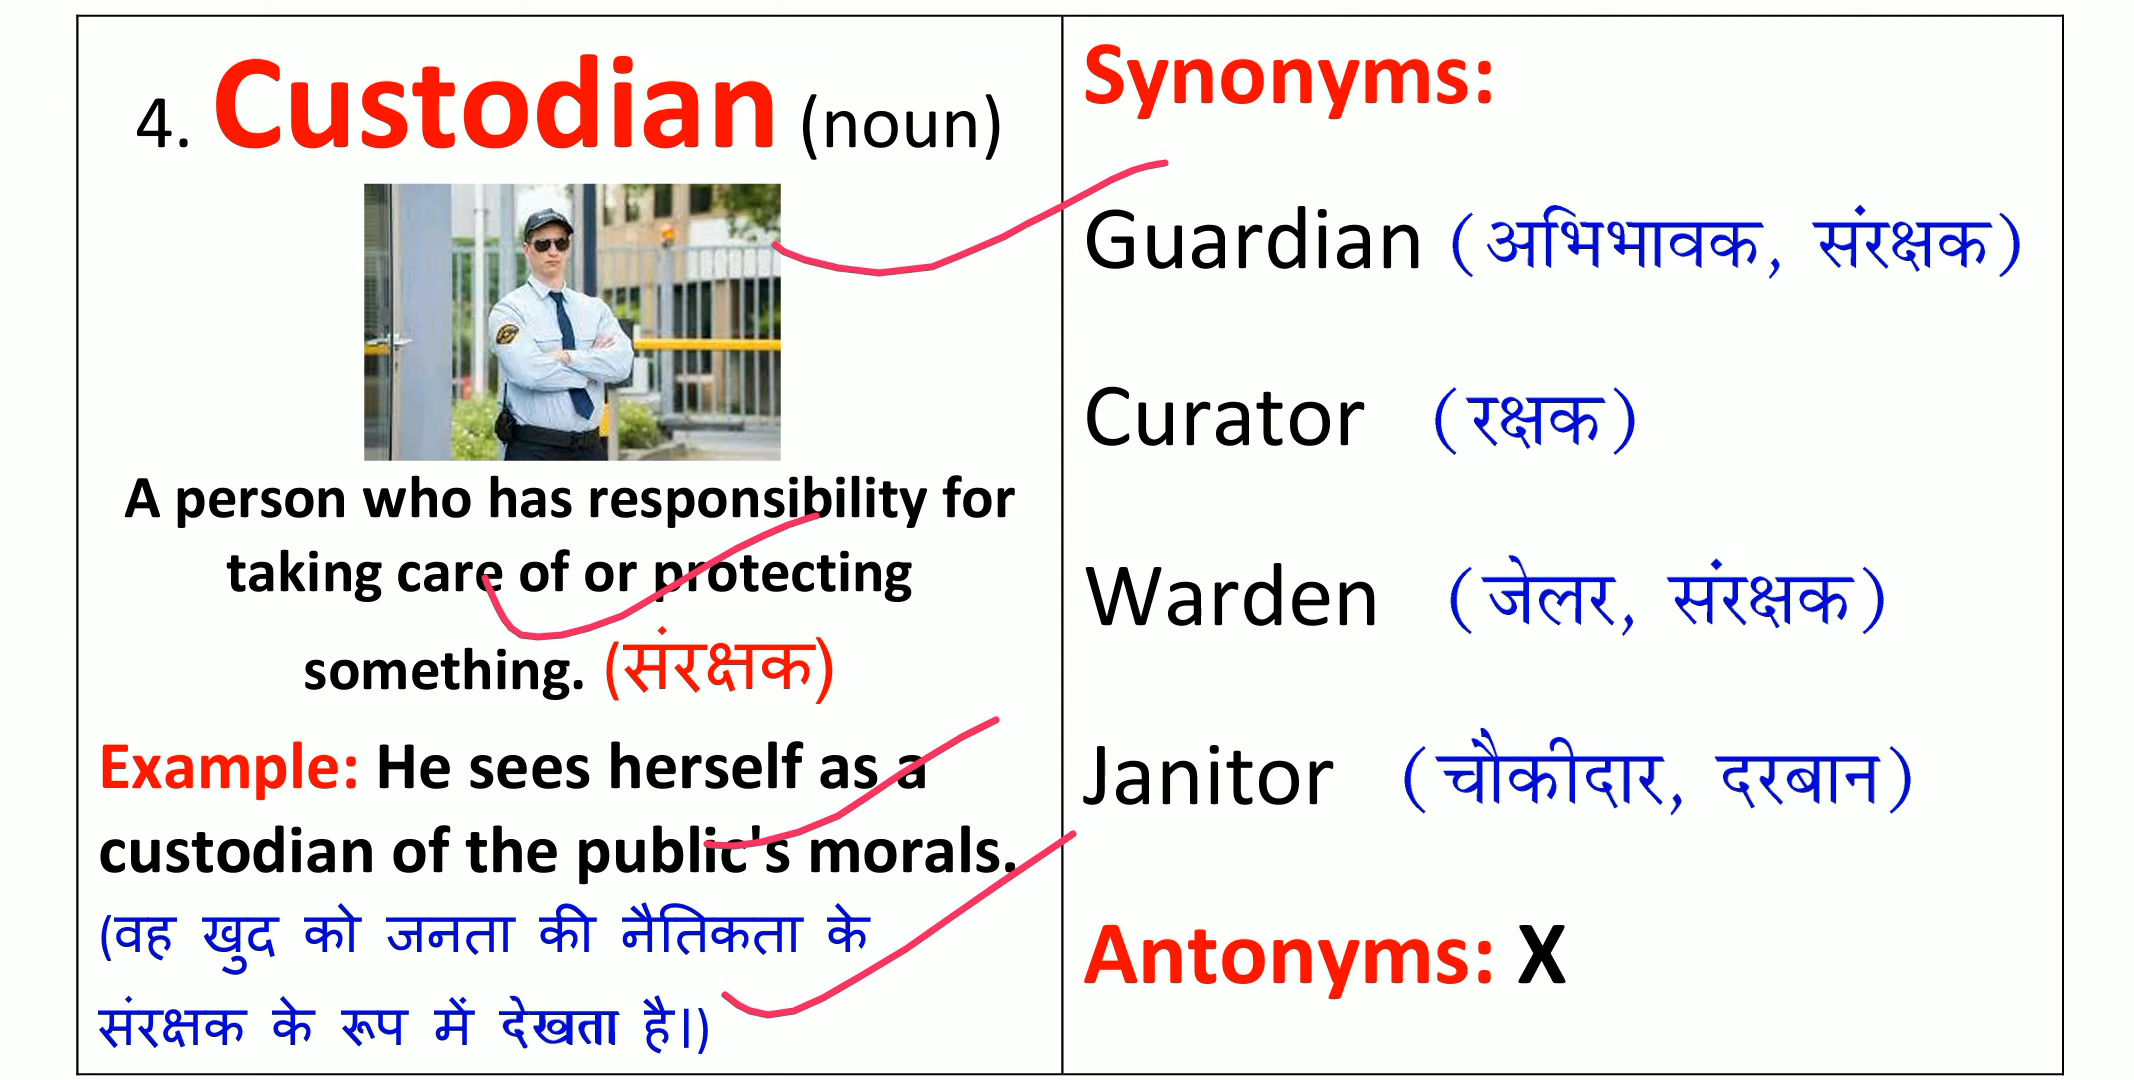 4. Custodian (noun)
A person who has responsibility for
taking care of or protecting
something. (संरक्षक)
Example: He sees herself as a
custodian of the public's morals.
(वह खुद को जनता की नैतिकता के
संरक्षक के रूप में देखता है।)
Synonyms:
Guardian (अभिभावक, संरक्षक)
Curator (रक्षक)
Warden (जेलर, संरक्षक)
Janitor (चौकीदार, दरबान)
Antonyms: X